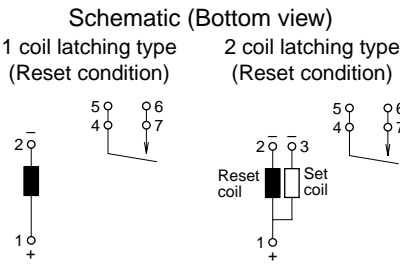 Schematic (Bottom view)
1 coil latching type
(Reset condition)
5 6
4 7
2 –
1
+
2 coil latching type
(Reset condition)
5 6
4 7
– –
2 3
Reset coil
Set coil
1
+